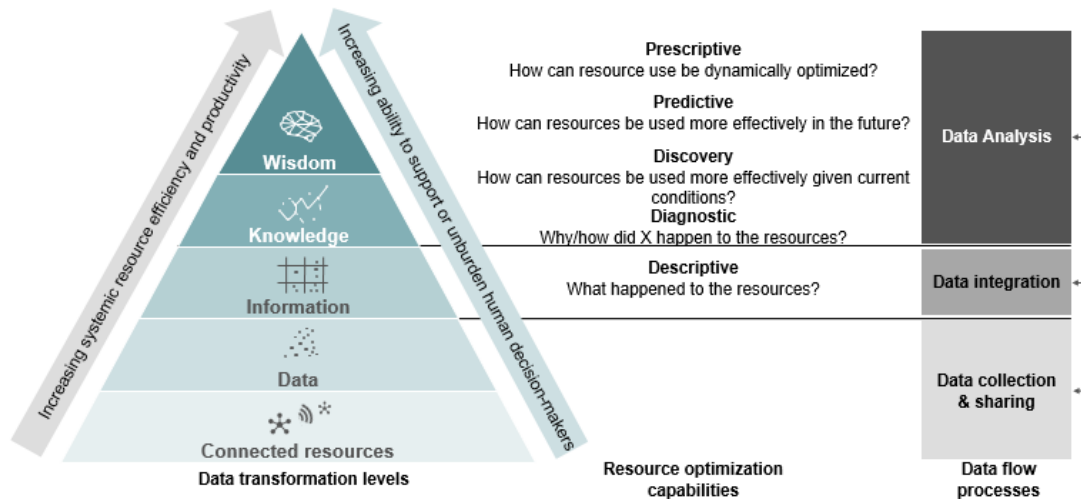 Increasing systemic resource efficiency and productivity
Increasing ability to support or unburden human decision-makers
Wisdom
Knowledge
Information
Data
Connected resources
Data transformation levels
Prescriptive
How can resource use be dynamically optimized?
Predictive
How can resources be used more effectively in the future?
Discovery
How can resources be used more effectively given current
conditions?
Diagnostic
Why/how did X happen to the resources?
Descriptive
What happened to the resources?
Resource optimization
capabilities
Data Analysis
Data integration
Data collection
& sharing
Data flow
processes